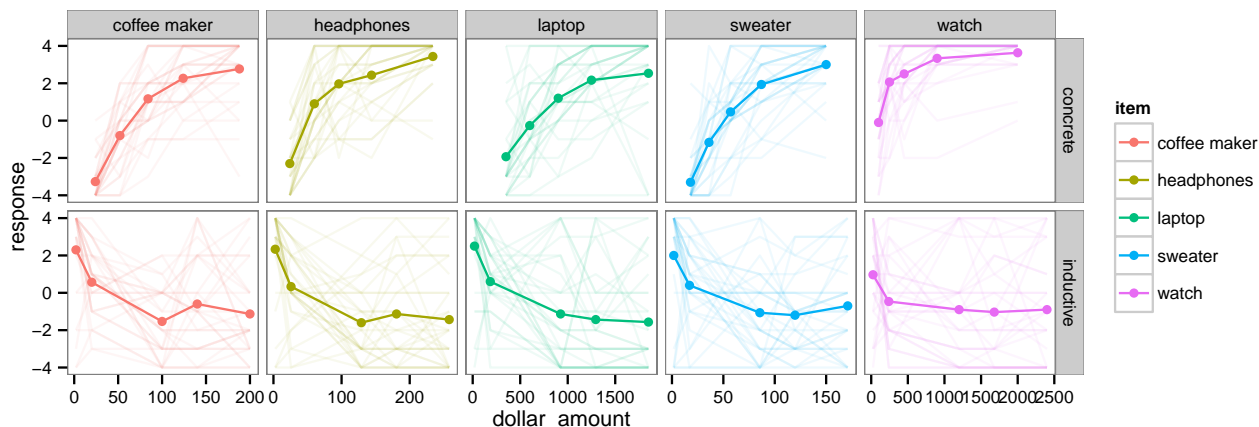 coffee maker headphones laptop sweater watch
response
4
2
0
−2
−4
concrete
4
2
0
−2
−4
inductive
0 50 100 150 200 0 100 200 0 500 1000 1500 0 50 100 150 0 500 1000 1500 2000 2500
dollar_amount
item
coffee maker
headphones
laptop
sweater
watch